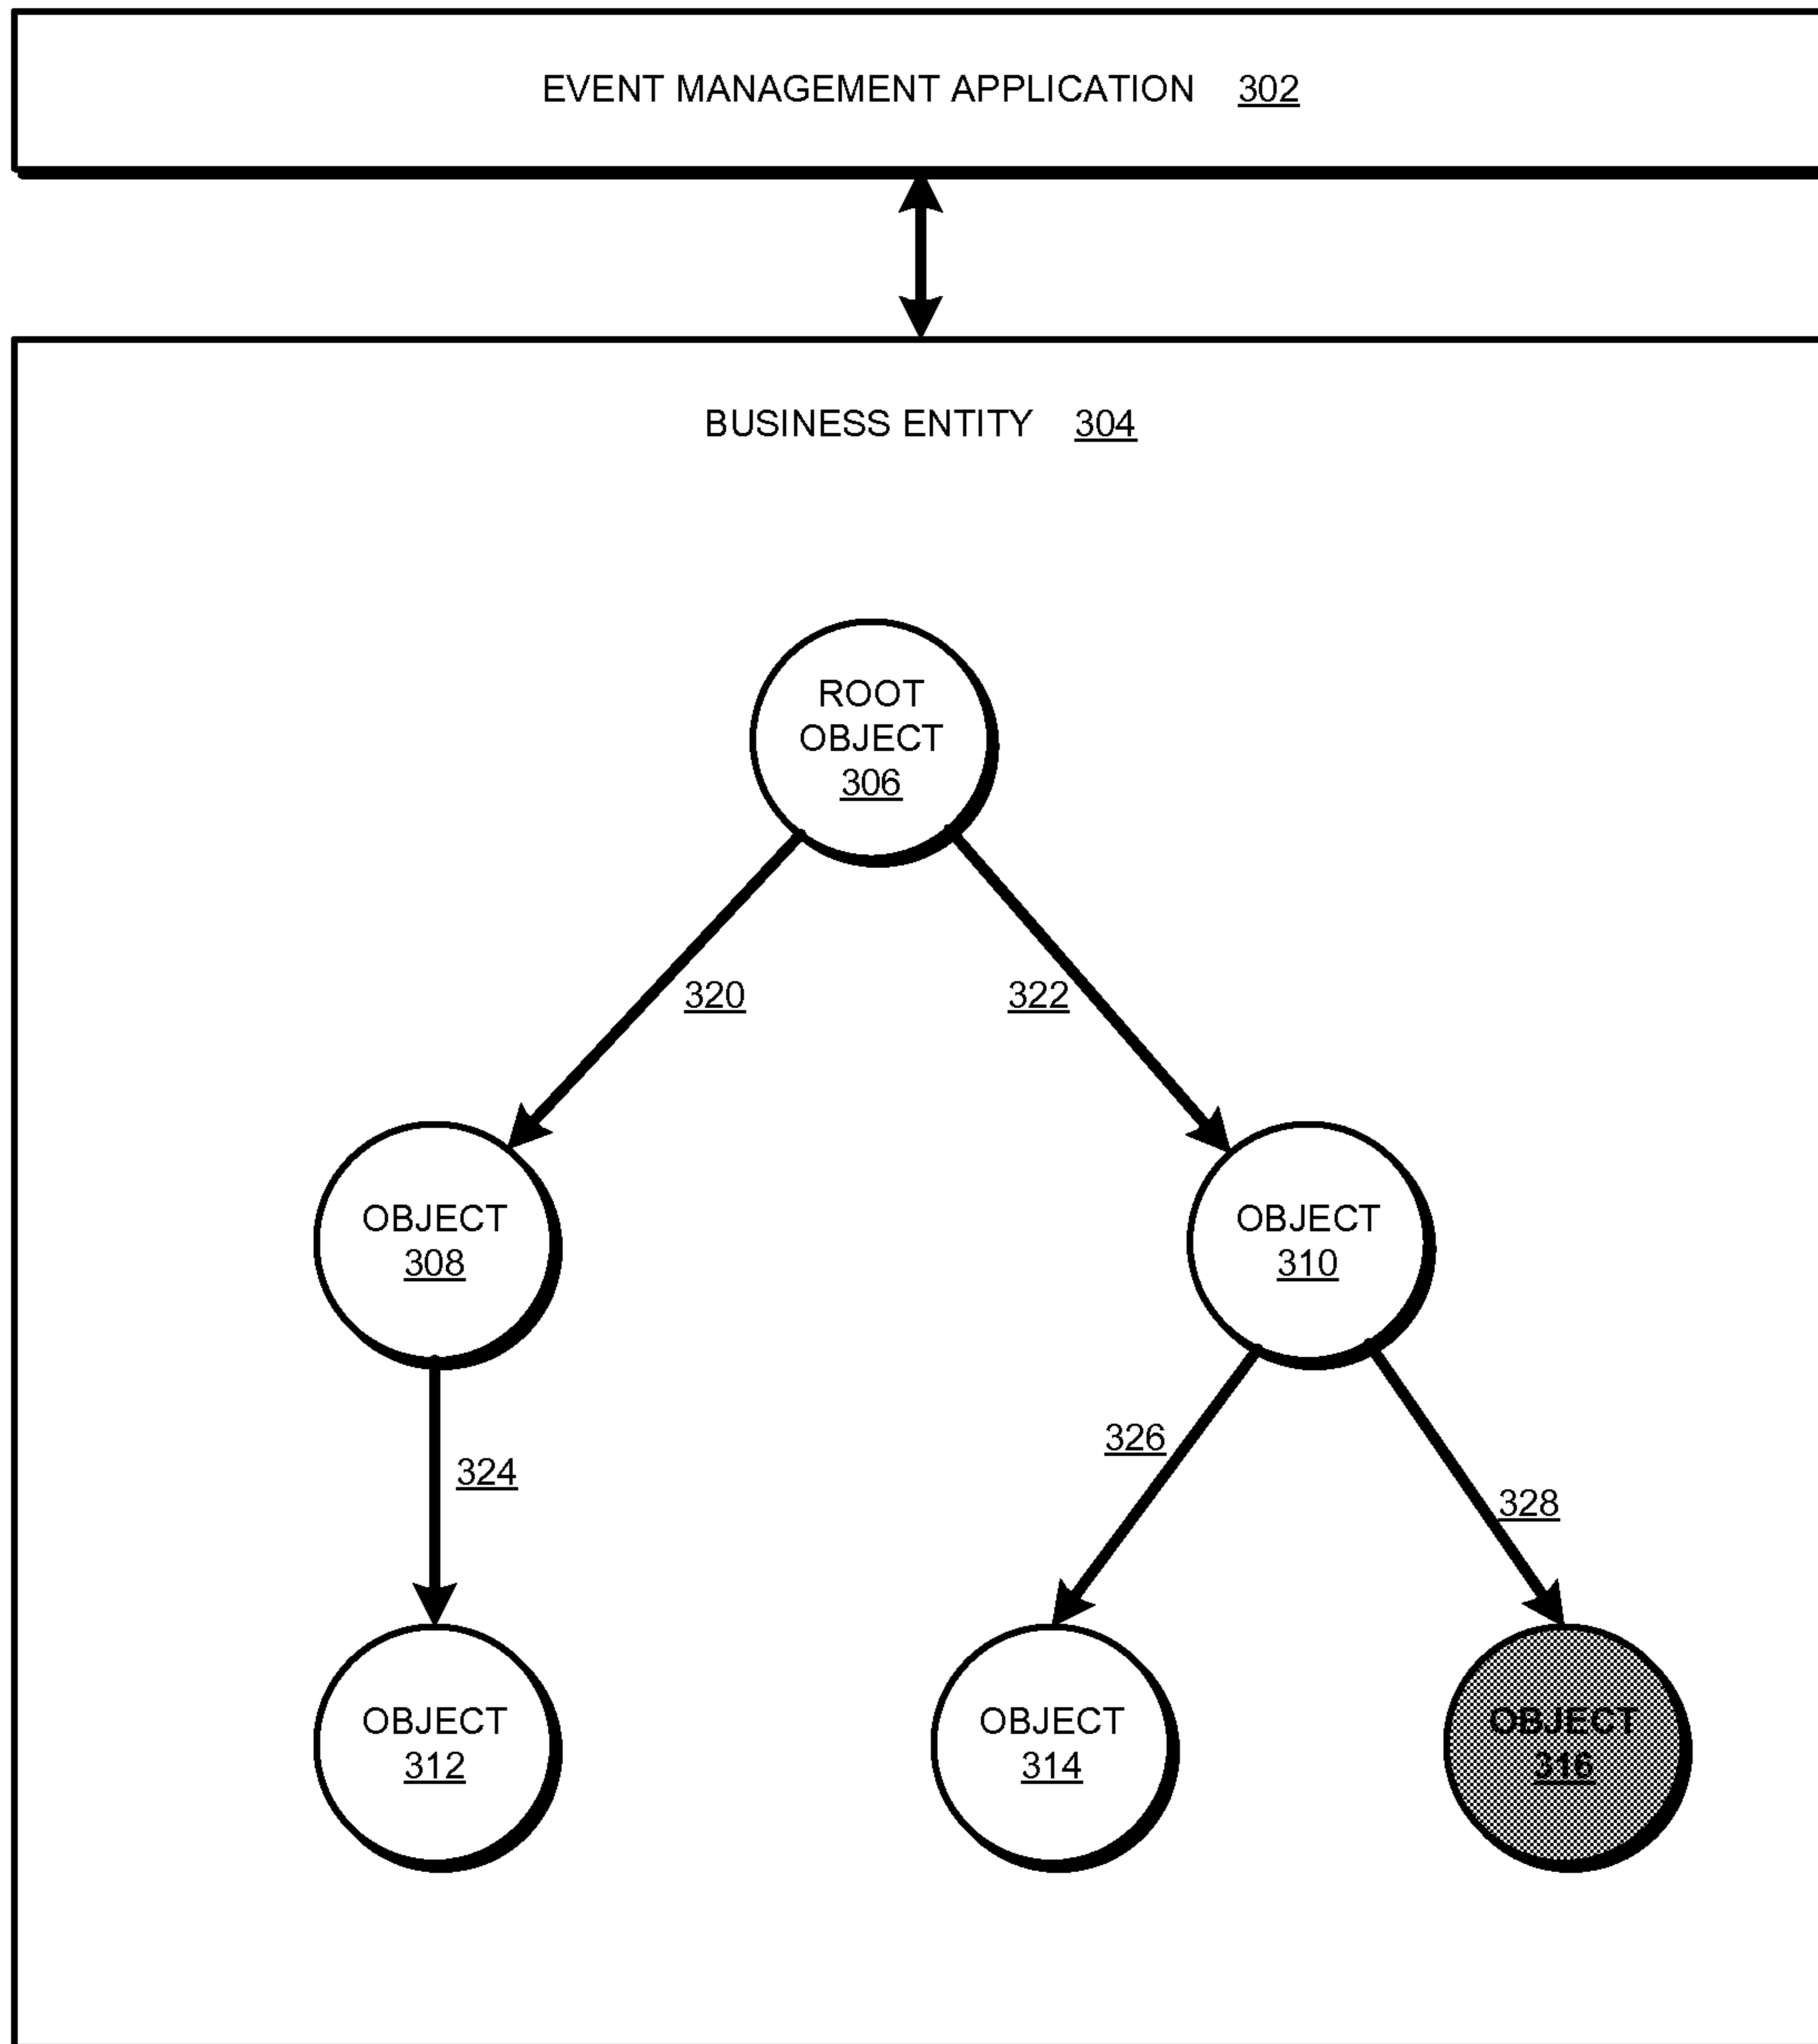 EVENT MANAGEMENT APPLICATION 302
BUSINESS ENTITY 304
ROOT
OBJECT
306
320
322
OBJECT
308
OBJECT
310
324
326
328
OBJECT
312
OBJECT
314
OBJECT
316